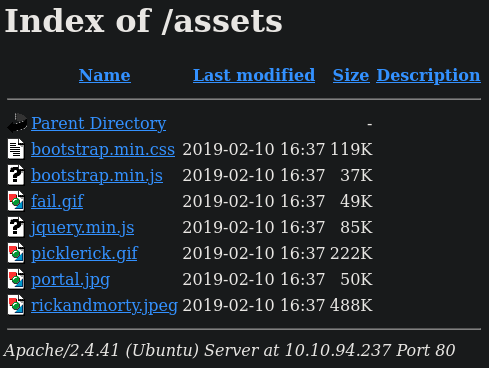 Index of /assets
Name Last modified Size Description
Parent Directory -
bootstrap.min.css 2019-02-10 16:37 119K
bootstrap.min.js 2019-02-10 16:37 37K
fail.gif 2019-02-10 16:37 49K
jquery.min.js 2019-02-10 16:37 85K
picklerick.gif 2019-02-10 16:37 222K
portal.jpg 2019-02-10 16:37 50K
rickandmorty.jpeg 2019-02-10 16:37 488K
Apache/2.4.41 (Ubuntu) Server at 10.10.94.237 Port 80